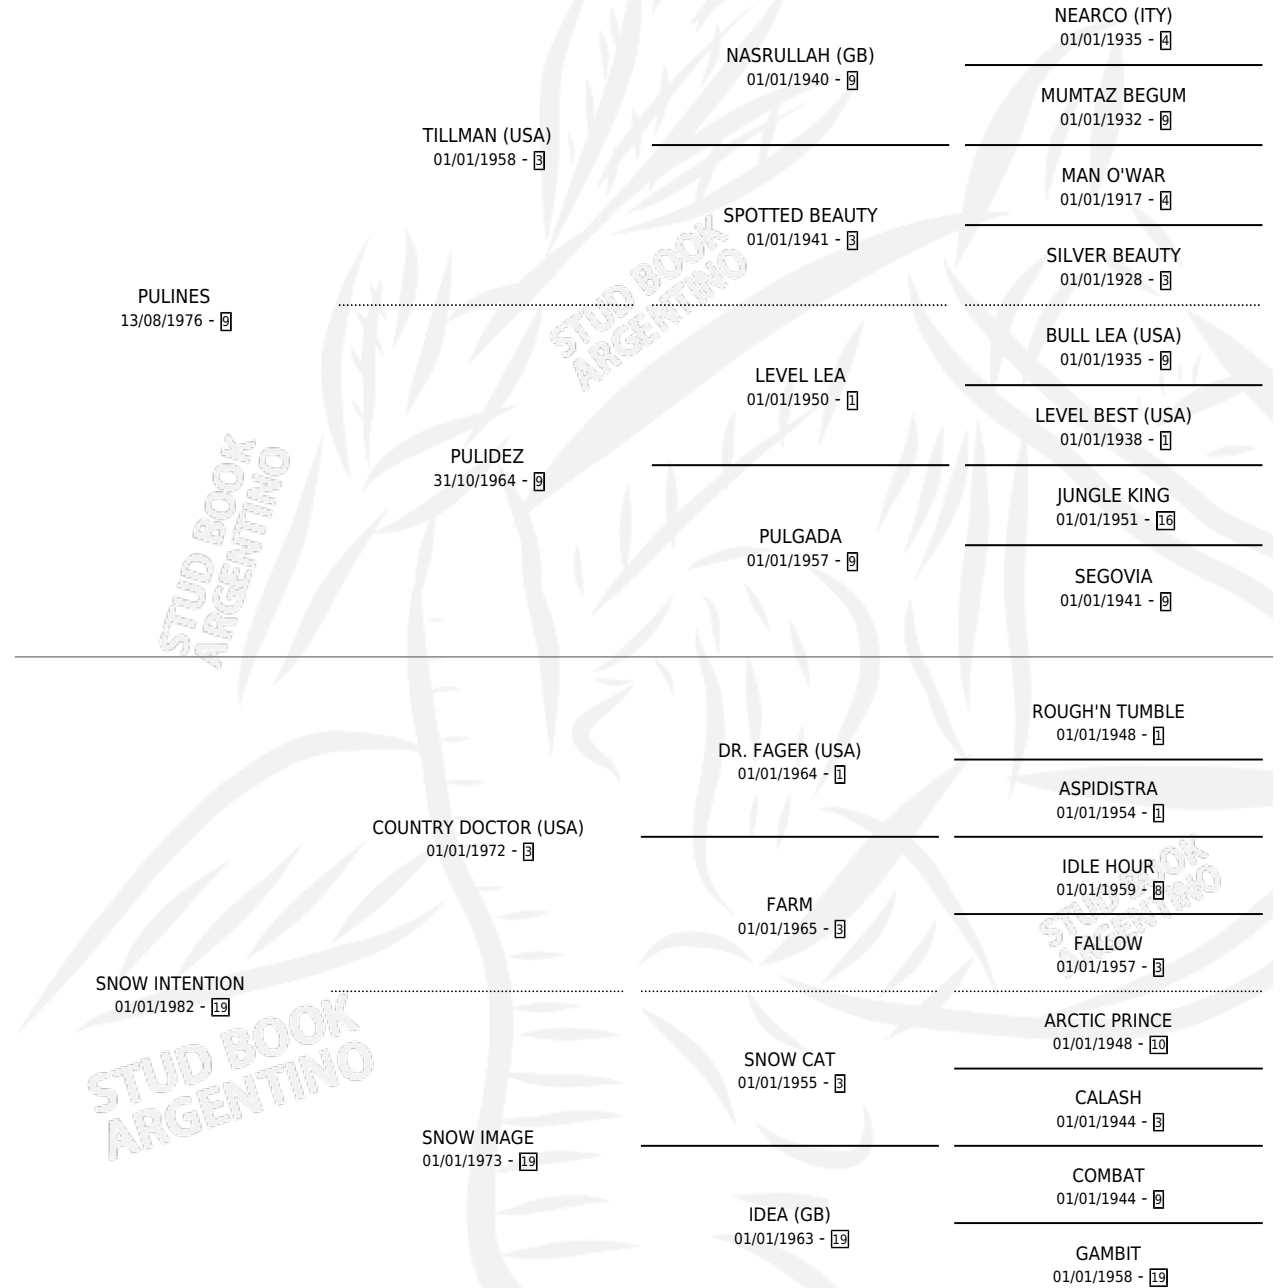 NEARCO (ITY)
01/01/1935 - 4
NASRULLAH (GB)
01/01/1940 - 9
MUMTAZ BEGUM
01/01/1932 - 9
TILLMAN (USA)
01/01/1958 - 3
MAN O'WAR
01/01/1917 - 4
SPOTTED BEAUTY
01/01/1941 - 3
SILVER BEAUTY
01/01/1928 - 3
PULINES
13/08/1976 - 9
STUD BOOK
ARGENTINO
BULL LEA (USA)
01/01/1935 - 9
LEVEL LEA
01/01/1950 - 1
LEVEL BEST (USA)
01/01/1938 - 1
PULIDEZ
31/10/1964 - 9
JUNGLE KING
01/01/1951 - 16
PULGADA
01/01/1957 - 9
SEGOVIA
01/01/1941 - 9
STUD BOOK
ARGENTINO
ROUGH'N TUMBLE
01/01/1948 - 1
DR. FAGER (USA)
01/01/1964 - 1
ASPIDISTRA
01/01/1954 - 1
COUNTRY DOCTOR (USA)
01/01/1972 - 3
IDLE HOUR
01/01/1959 - 8
FARM
01/01/1965 - 3
FALLOW
01/01/1957 - 3
STUD BOOK
ARGENTINO
SNOW INTENTION
01/01/1982 - 19
ARCTIC PRINCE
01/01/1948 - 10
SNOW CAT
01/01/1955 - 3
CALASH
01/01/1944 - 3
STUD BOOK
ARGENTINO
SNOW IMAGE
01/01/1973 - 19
COMBAT
01/01/1944 - 9
IDEA (GB)
01/01/1963 - 19
GAMBIT
01/01/1958 - 19